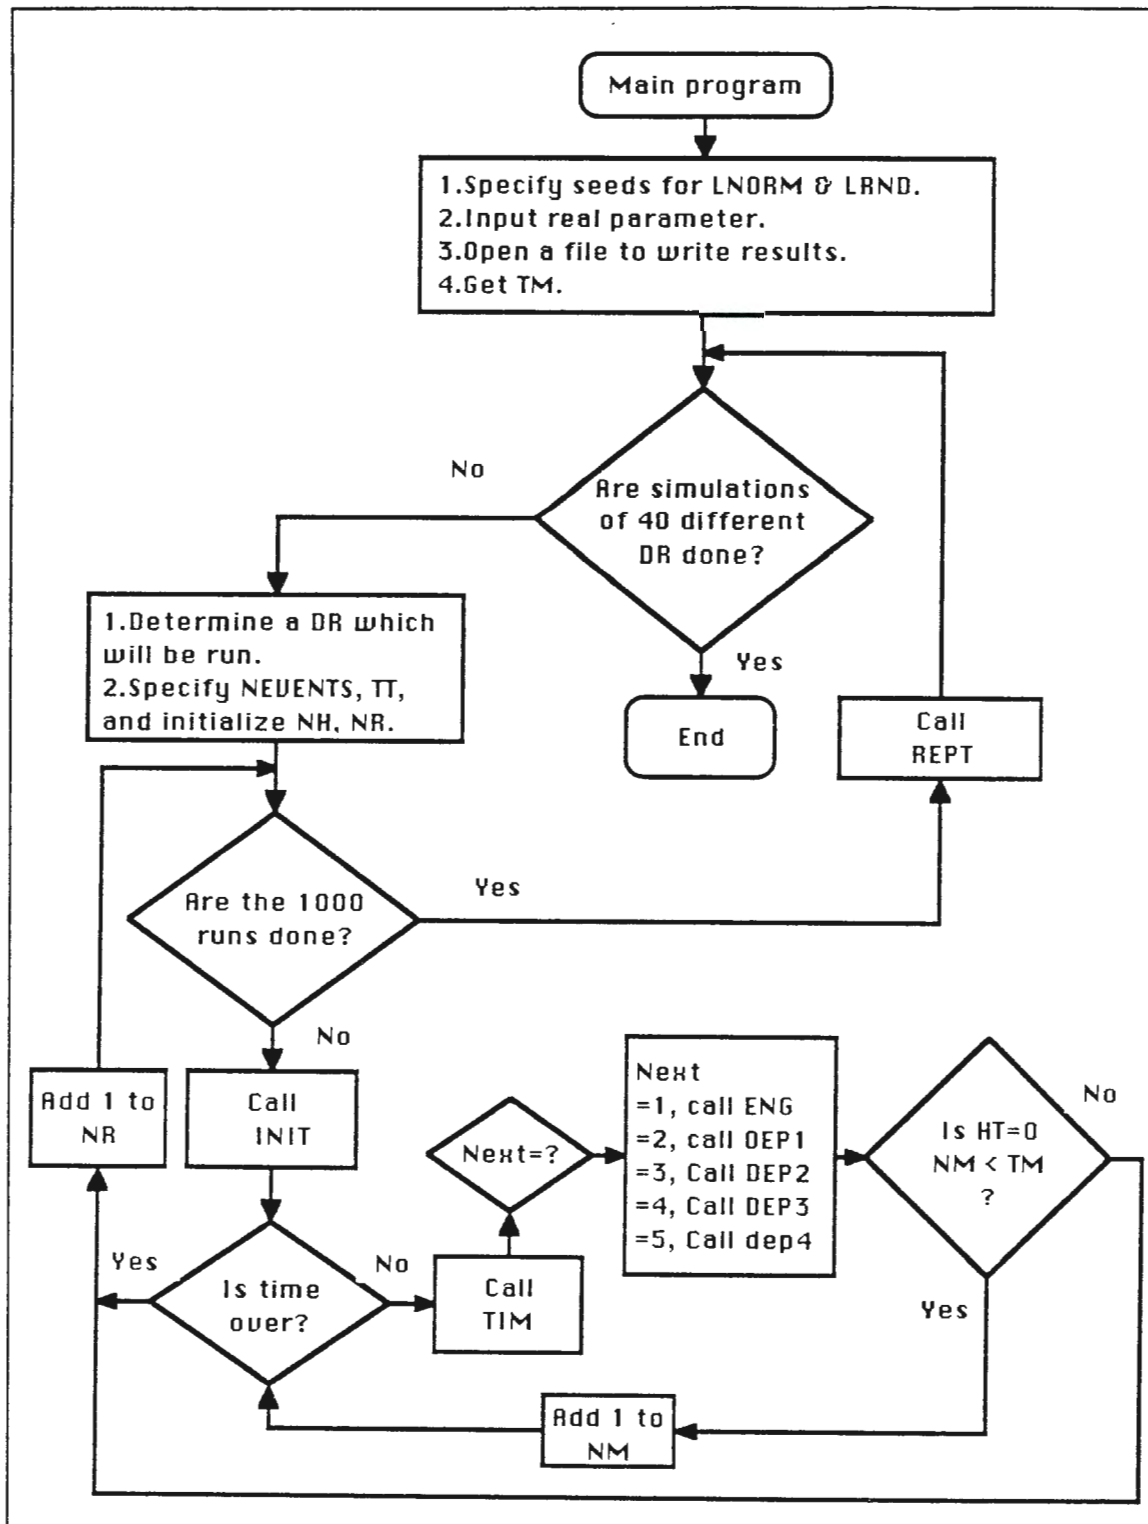 Main program
1.Specify seeds for LNORM & LRND.
2.Input real parameter.
3.Open a file to write results.
4.Get TM.
No
Are simulations
of 40 different
DR done?
1.Determine a DR which
will be run.
2.Specify NEVENTS, TT,
and initialize NH, NR.
Yes
End
Call
REPT
Are the 1000
runs done?
Yes
No
Add 1 to
NR
Call
INIT
Next=?
Next
=1, call ENG
=2, call OEP1
=3, Call DEP2
=4, Call DEP3
=5, Call dep4
Is HT=0
NM < TM
?
No
Yes
Is time
over?
No
Call
TIM
Yes
Add 1 to
NM